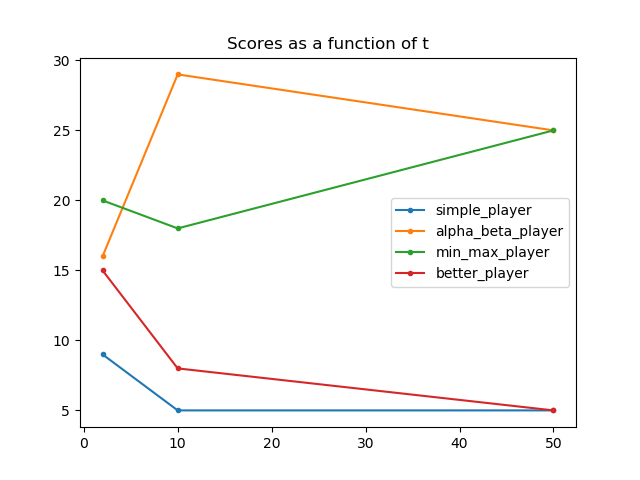 Scores as a function of t
30
25
20
15
10
5
simple_player
alpha_beta_player
min_max_player
better_player
0 10 20 30 40 50